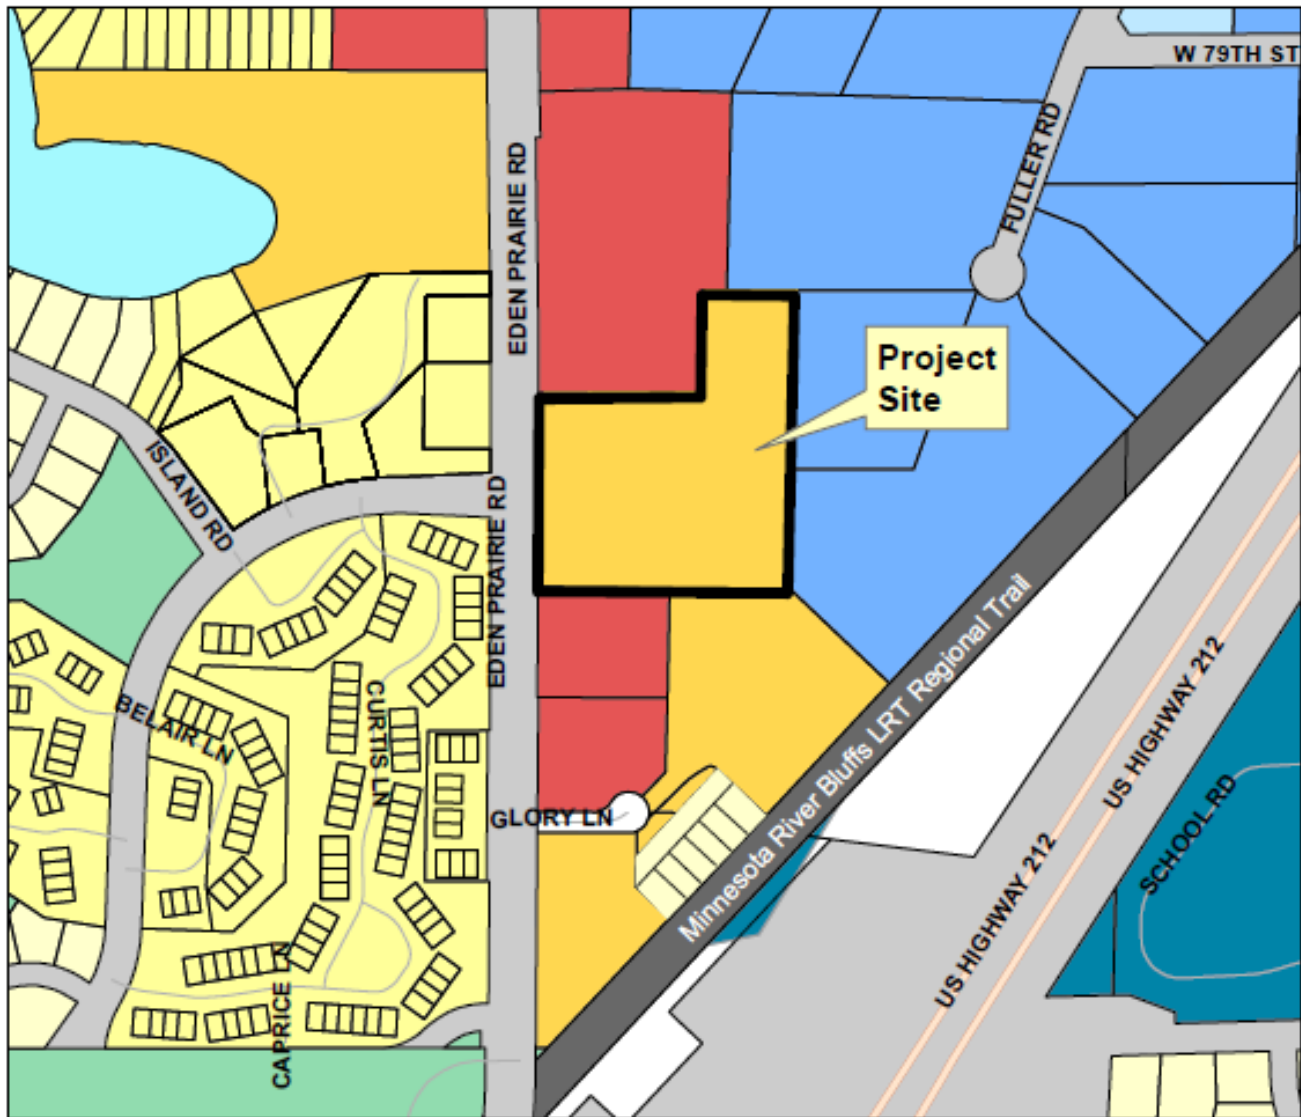 W 79TH ST
FULLER RD
EDEN PRAIRIE RD
Project
Site
ISLAND RD
EDEN PRAIRIE RD
Minnesota River Bluffs LRT Regional Trail
US HIGHWAY 212
BELAIR LN
CURTIS LN
GLORY LN
SCHOOL RD
US HIGHWAY 212
CAPRICE LN